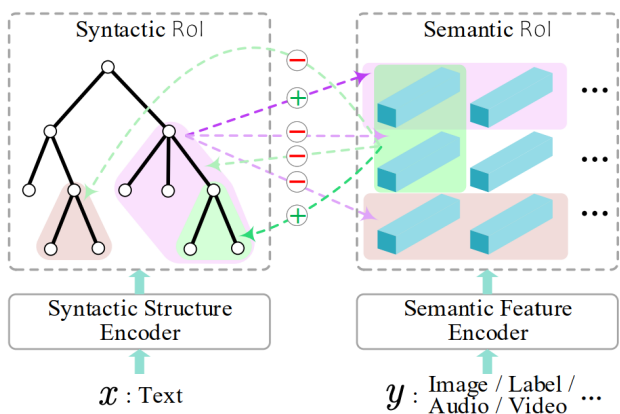 Syntactic RoI
Semantic RoI
− + − − − +
...
...
Syntactic Structure
Encoder
Semantic Feature
Encoder
x : Text
y : Image / Label /
Audio / Video ...